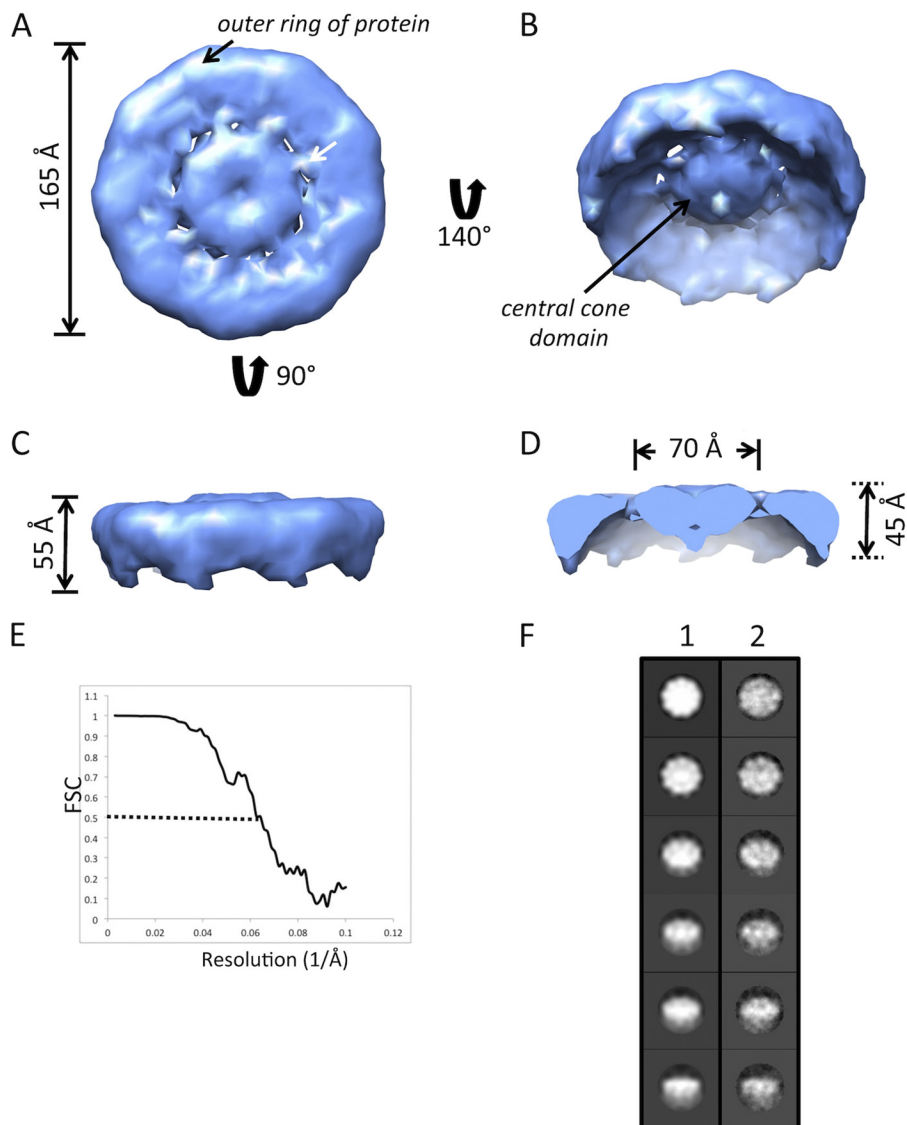 A
outer ring of protein
165 Å
90°
B
140°
central cone
domain
C
55 Å
D
70 Å
45 Å
E
1.1
1
0.9
0.8
0.7
0.6
0.5
0.4
0.3
0.2
0.1
0
FSC
0 0.02 0.04 0.06 0.08 0.1 0.12
Resolution (1/Å)
F
1 2